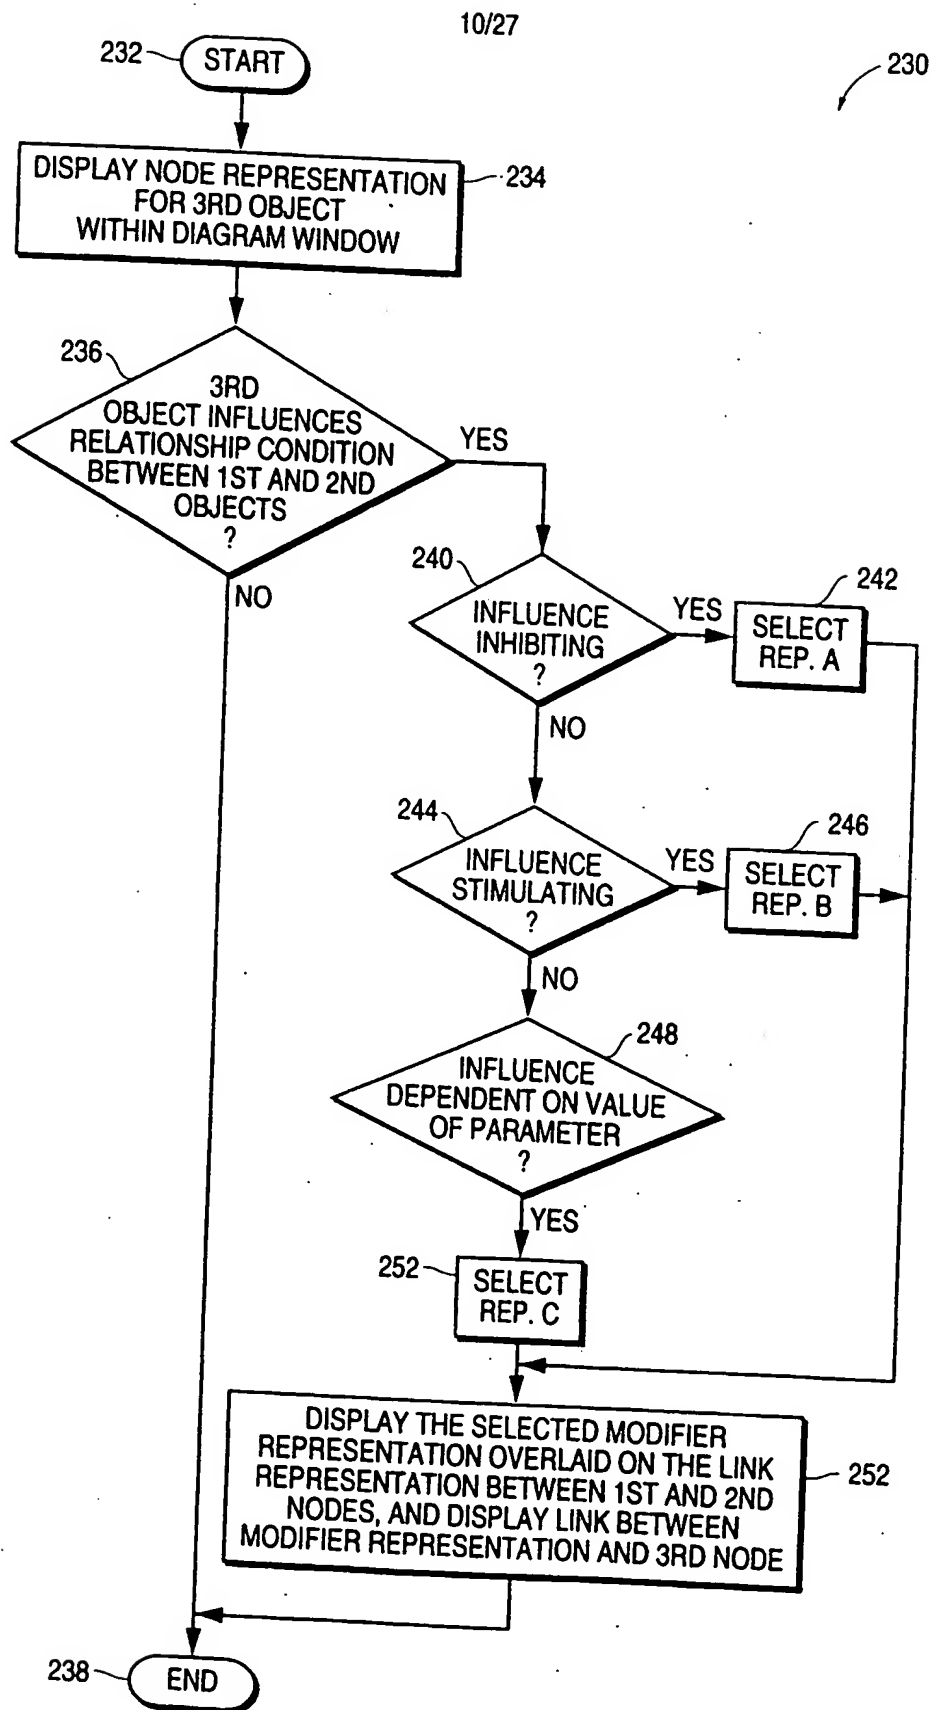 10/27
230
232
START
DISPLAY NODE REPRESENTATION
FOR 3RD OBJECT
WITHIN DIAGRAM WINDOW
234
236
3RD
OBJECT INFLUENCES
RELATIONSHIP CONDITION
BETWEEN 1ST AND 2ND
OBJECTS
?
YES
NO
240
INFLUENCE
INHIBITING
?
YES
242
SELECT
REP. A
NO
244
INFLUENCE
STIMULATING
?
YES
246
SELECT
REP. B
NO
248
INFLUENCE
DEPENDENT ON VALUE
OF PARAMETER
?
YES
252
SELECT
REP. C
DISPLAY THE SELECTED MODIFIER
REPRESENTATION OVERLAID ON THE LINK
REPRESENTATION BETWEEN 1ST AND 2ND
NODES, AND DISPLAY LINK BETWEEN
MODIFIER REPRESENTATION AND 3RD NODE
252
238
END